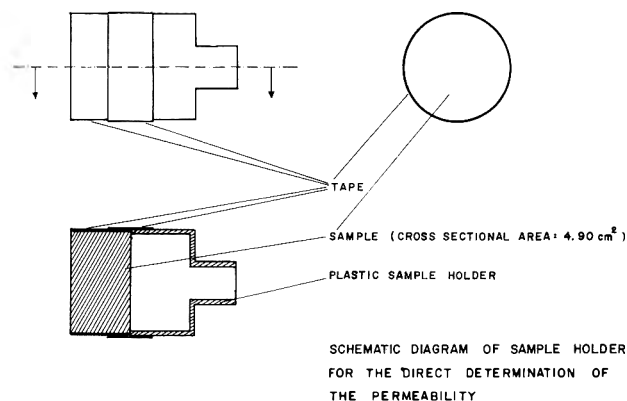 TAPE
SAMPLE (CROSS SECTIONAL AREA: 4.90 cm²)
PLASTIC SAMPLE HOLDER
SCHEMATIC DIAGRAM OF SAMPLE HOLDER
FOR THE DIRECT DETERMINATION OF
THE PERMEABILITY